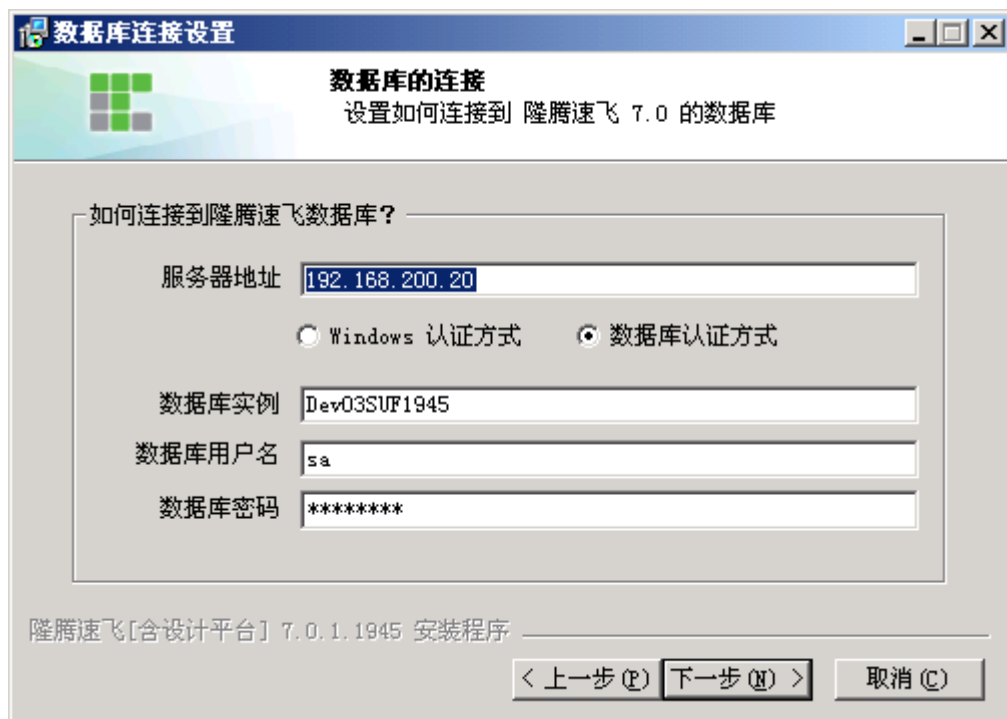 数据库连接设置
数据库的连接
设置如何连接到 隆腾速飞 7.0 的数据库
如何连接到隆腾速飞数据库？
服务器地址 192.168.200.20
Windows 认证方式 数据库认证方式
数据库实例 Dev03SUF1945
数据库用户名 sa
数据库密码 ********
隆腾速飞[含设计平台] 7.0.1.1945 安装程序
< 上一步(P) 下一步(N) > 取消(C)